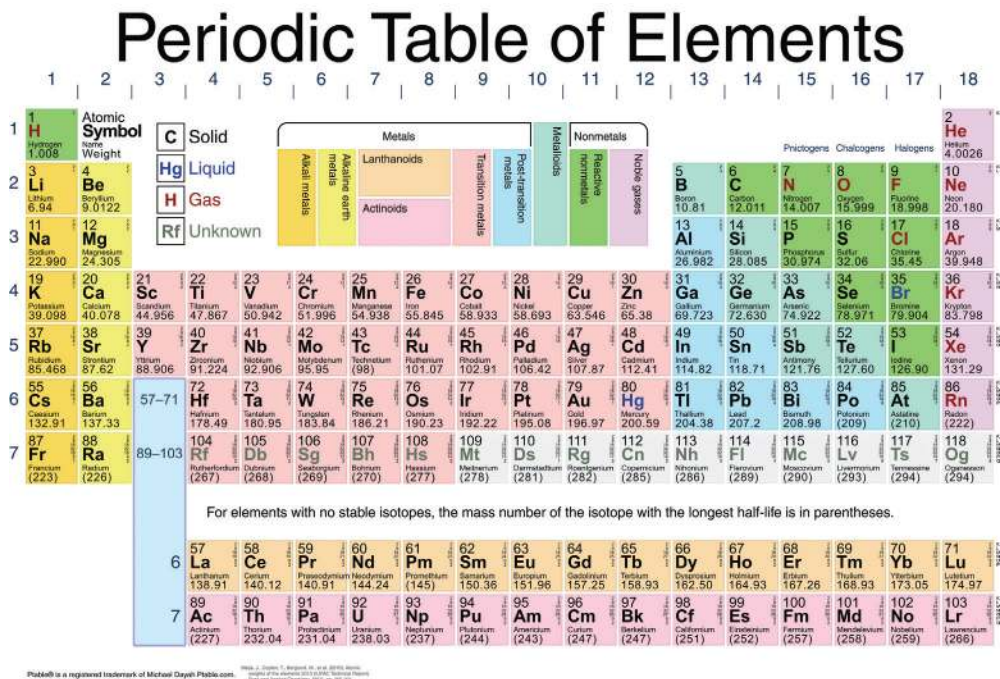 Periodic Table of Elements
1 2 3 4 5 6 7 8 9 10 11 12 13 14 15 16 17 18
Atomic
Symbol
Name
Weight
C Solid
Hg Liquid
H Gas
Rf Unknown
Metals
Metalloids
Nonmetals
Alkali metals
Alkaline earth metals
Lanthanoids
Actinoids
Transition metals
Post-transition metals
Reactive nonmetals
Noble gases
Pnictogens Chalcogens Halogens
1
1 2
H He
Hydrogen Helium
1.008 4.0026
2
3 4 5 6 7 8 9 10
Li Be B C N O F Ne
Lithium Beryllium Boron Carbon Nitrogen Oxygen Fluorine Neon
6.94 9.0122 10.81 12.011 14.007 15.999 18.998 20.180
3
11 12 13 14 15 16 17 18
Na Mg Al Si P S Cl Ar
Sodium Magnesium Aluminium Silicon Phosphorus Sulfur Chlorine Argon
22.990 24.305 26.982 28.085 30.974 32.06 35.45 39.948
4
19 20 21 22 23 24 25 26 27 28 29 30 31 32 33 34 35 36
K Ca Sc Ti V Cr Mn Fe Co Ni Cu Zn Ga Ge As Se Br Kr
Potassium Calcium Scandium Titanium Vanadium Chromium Manganese Iron Cobalt Nickel Copper Zinc Gallium Germanium Arsenic Selenium Bromine Krypton
39.098 40.078 44.956 47.867 50.942 51.996 54.938 55.845 58.933 58.693 63.546 65.38 69.723 72.630 74.922 78.971 79.904 83.798
5
37 38 39 40 41 42 43 44 45 46 47 48 49 50 51 52 53 54
Rb Sr Y Zr Nb Mo Tc Ru Rh Pd Ag Cd In Sn Sb Te I Xe
Rubidium Strontium Yttrium Zirconium Niobium Molybdenum Technetium Ruthenium Rhodium Palladium Silver Cadmium Indium Tin Antimony Tellurium Iodine Xenon
85.468 87.62 88.906 91.224 92.906 95.95 (98) 101.07 102.91 106.42 107.87 112.41 114.82 118.71 121.76 127.60 126.90 131.29
6
55 56 57–71 72 73 74 75 76 77 78 79 80 81 82 83 84 85 86
Cs Ba Hf Ta W Re Os Ir Pt Au Hg Tl Pb Bi Po At Rn
Caesium Barium Hafnium Tantalum Tungsten Rhenium Osmium Iridium Platinum Gold Mercury Thallium Lead Bismuth Polonium Astatine Radon
132.91 137.33 178.49 180.95 183.84 186.21 190.23 192.22 195.08 196.97 200.59 204.38 207.2 208.98 (209) (210) (222)
7
87 88 89–103 104 105 106 107 108 109 110 111 112 113 114 115 116 117 118
Fr Ra Rf Db Sg Bh Hs Mt Ds Rg Cn Nh Fl Mc Lv Ts Og
Francium Radium Rutherfordium Dubnium Seaborgium Bohrium Hassium Meitnerium Darmstadtium Roentgenium Copernicium Nihonium Flerovium Moscovium Livermorium Tennessine Oganesson
(223) (226) (267) (268) (269) (270) (277) (278) (281) (282) (285) (286) (289) (290) (293) (294) (294)
For elements with no stable isotopes, the mass number of the isotope with the longest half-life is in parentheses.
6
57 58 59 60 61 62 63 64 65 66 67 68 69 70 71
La Ce Pr Nd Pm Sm Eu Gd Tb Dy Ho Er Tm Yb Lu
Lanthanum Cerium Praseodymium Neodymium Promethium Samarium Europium Gadolinium Terbium Dysprosium Holmium Erbium Thulium Ytterbium Lutetium
138.91 140.12 140.91 144.24 (145) 150.36 151.96 157.25 158.93 162.50 164.93 167.26 168.93 173.05 174.97
7
89 90 91 92 93 94 95 96 97 98 99 100 101 102 103
Ac Th Pa U Np Pu Am Cm Bk Cf Es Fm Md No Lr
Actinium Thorium Protactinium Uranium Neptunium Plutonium Americium Curium Berkelium Californium Einsteinium Fermium Mendelevium Nobelium Lawrencium
(227) 232.04 231.04 238.03 (237) (244) (243) (247) (247) (251) (252) (257) (258) (259) (266)
Ptable® is a registered trademark of Michael Dayah Ptable.com.